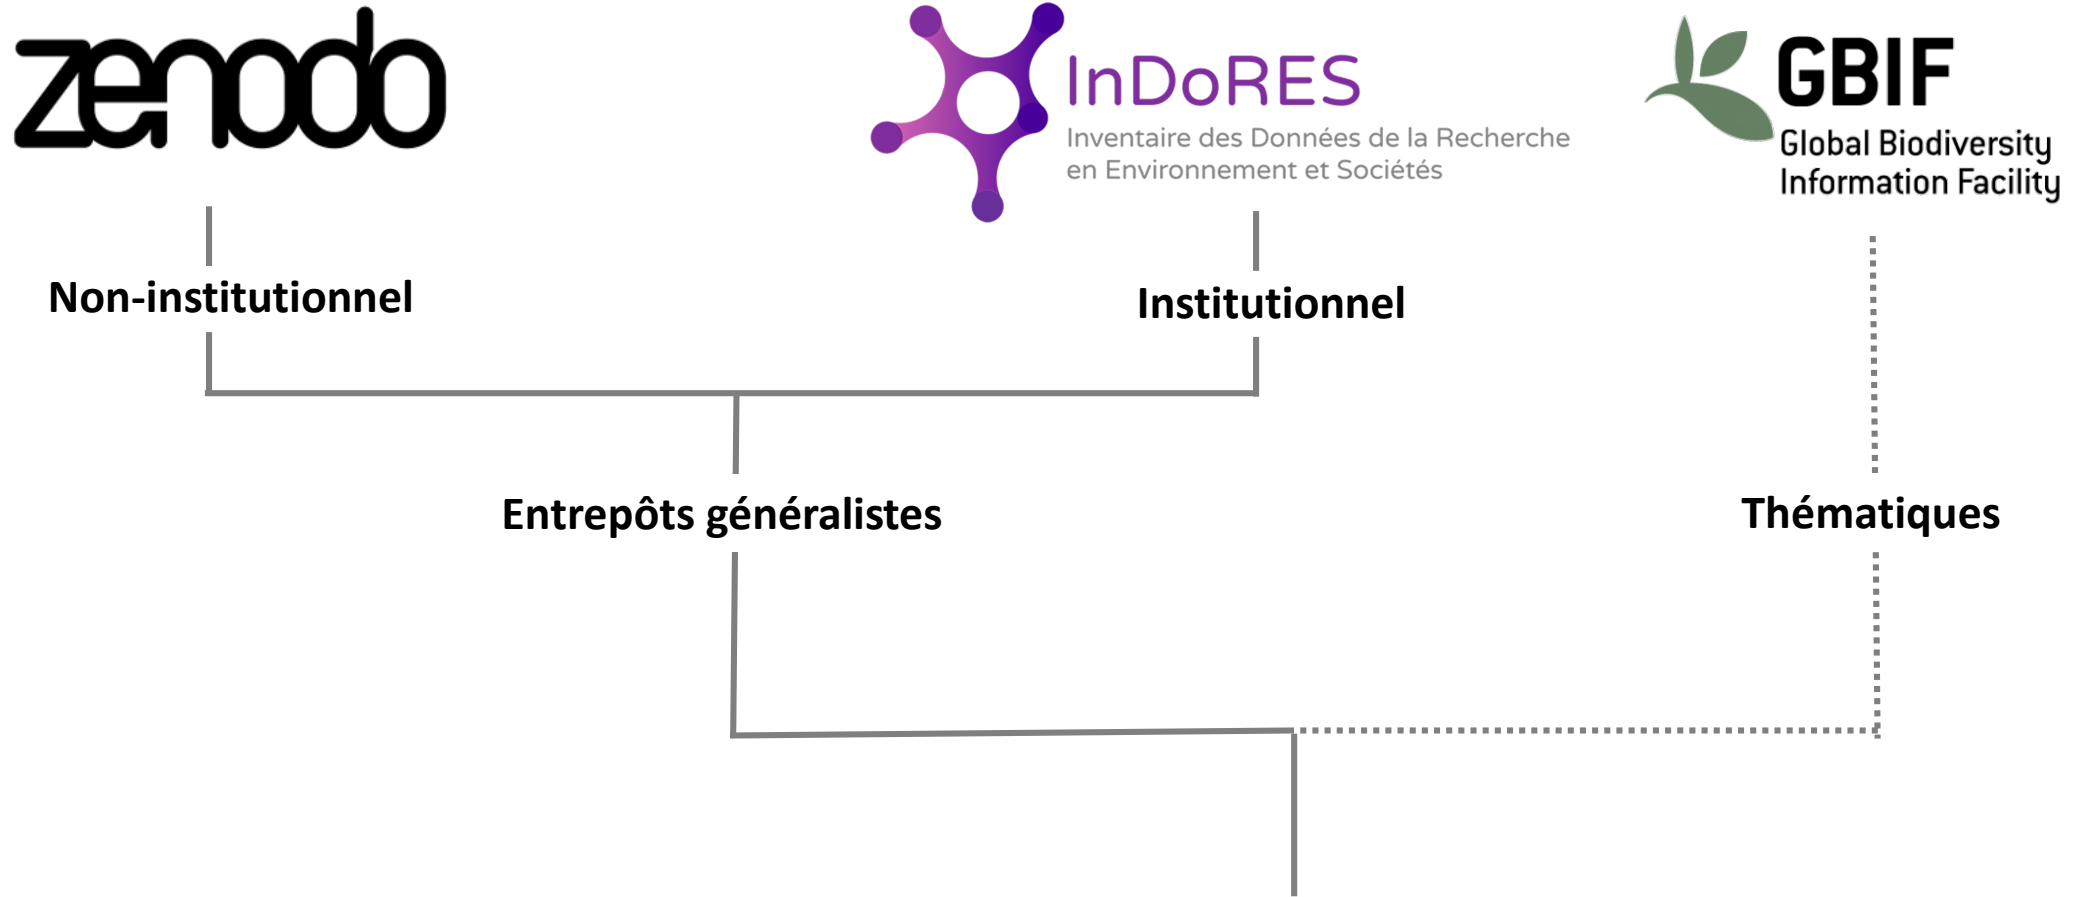 zenodo
InDoRES
Inventaire des Données de la Recherche
en Environnement et Sociétés
GBIF
Global Biodiversity
Information Facility
Non-institutionnel
Institutionnel
Entrepôts généralistes
Thématiques